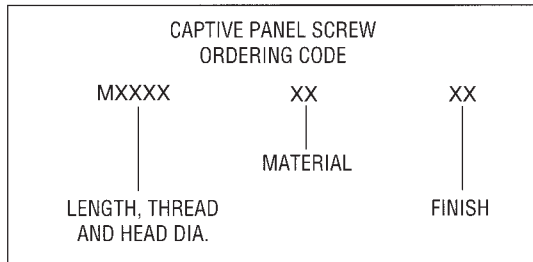 CAPTIVE PANEL SCREW
ORDERING CODE
MXXXX XX XX
MATERIAL
LENGTH, THREAD
AND HEAD DIA.
FINISH